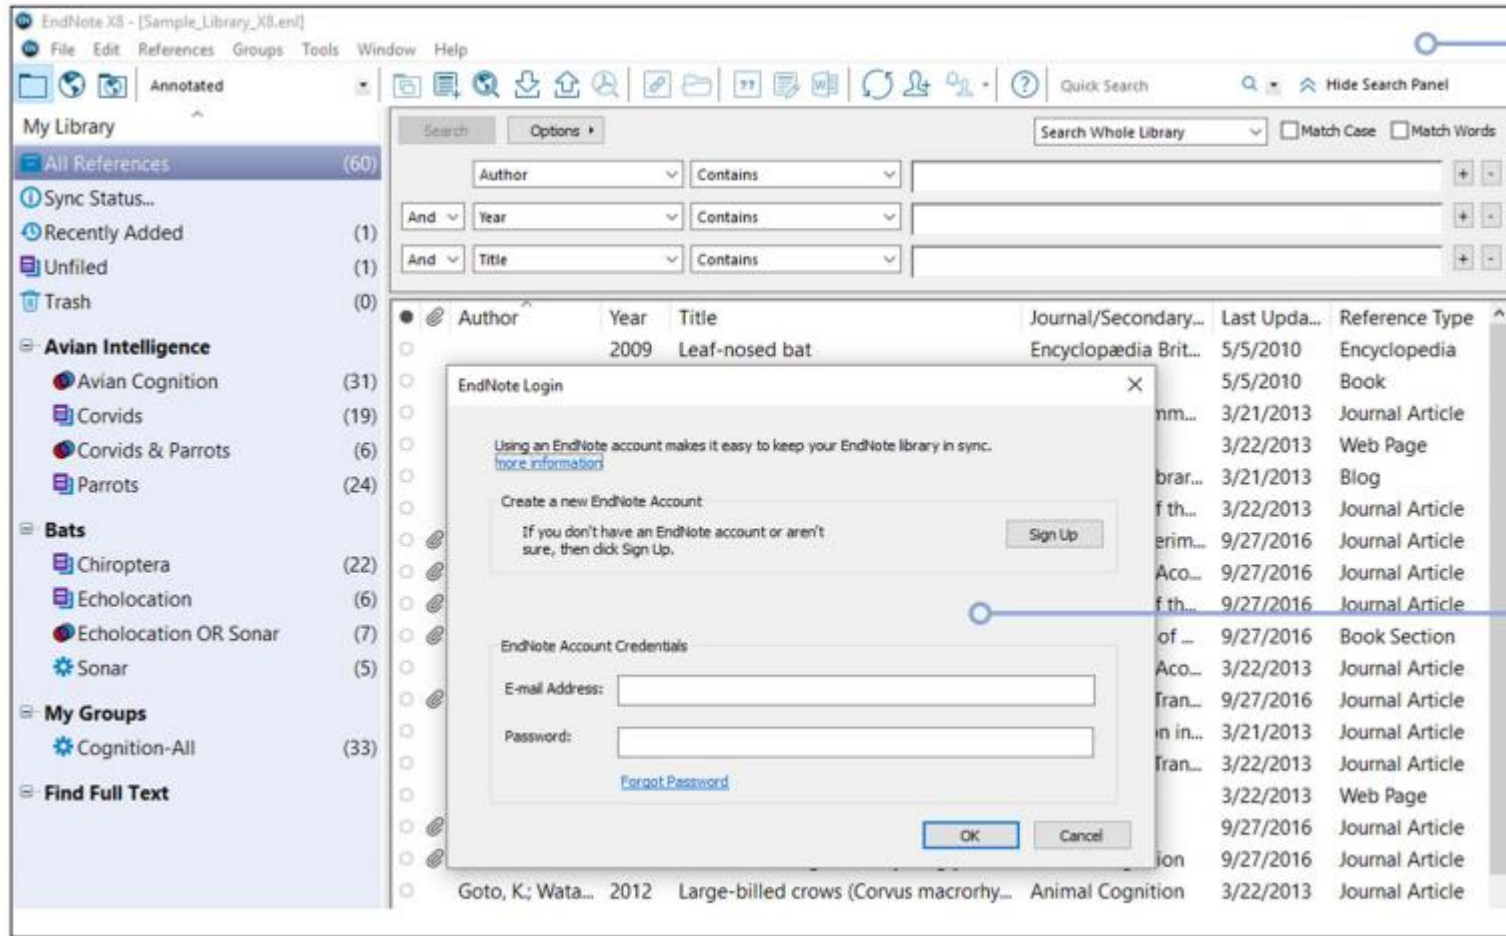 EndNote X8 - [Sample_Library_X8.enl]
File Edit References Groups Tools Window Help
Annotated
Quick Search
Hide Search Panel
My Library
All References (60)
Sync Status...
Recently Added (1)
Unfiled (1)
Trash (0)
Avian Intelligence
Avian Cognition (31)
Corvids (19)
Corvids & Parrots (6)
Parrots (24)
Bats
Chiroptera (22)
Echolocation (6)
Echolocation OR Sonar (7)
Sonar (5)
My Groups
Cognition-All (33)
Find Full Text
Search Options Search Whole Library Match Case Match Words
Author Contains + -
And Year Contains + -
And Title Contains + -
Author Year Title Journal/Secondary... Last Upda... Reference Type
2009 Leaf-nosed bat Encyclopædia Brit... 5/5/2010 Encyclopedia
5/5/2010 Book
3/21/2013 Journal Article
3/22/2013 Web Page
3/21/2013 Blog
f th... 3/22/2013 Journal Article
9/27/2016 Journal Article
Aco... 9/27/2016 Journal Article
f th... 9/27/2016 Journal Article
of ... 9/27/2016 Book Section
Aco... 3/22/2013 Journal Article
Tran... 9/27/2016 Journal Article
n in... 3/21/2013 Journal Article
Tran... 3/22/2013 Journal Article
3/22/2013 Web Page
9/27/2016 Journal Article
ion 9/27/2016 Journal Article
Goto, K.; Wata... 2012 Large-billed crows (Corvus macrorhy... Animal Cognition 3/22/2013 Journal Article
EndNote Login
Using an EndNote account makes it easy to keep your EndNote library in sync.
more information
Create a new EndNote Account
If you don't have an EndNote account or aren't
sure, then click Sign Up.
Sign Up
EndNote Account Credentials
E-mail Address:
Password:
Forgot Password
OK Cancel